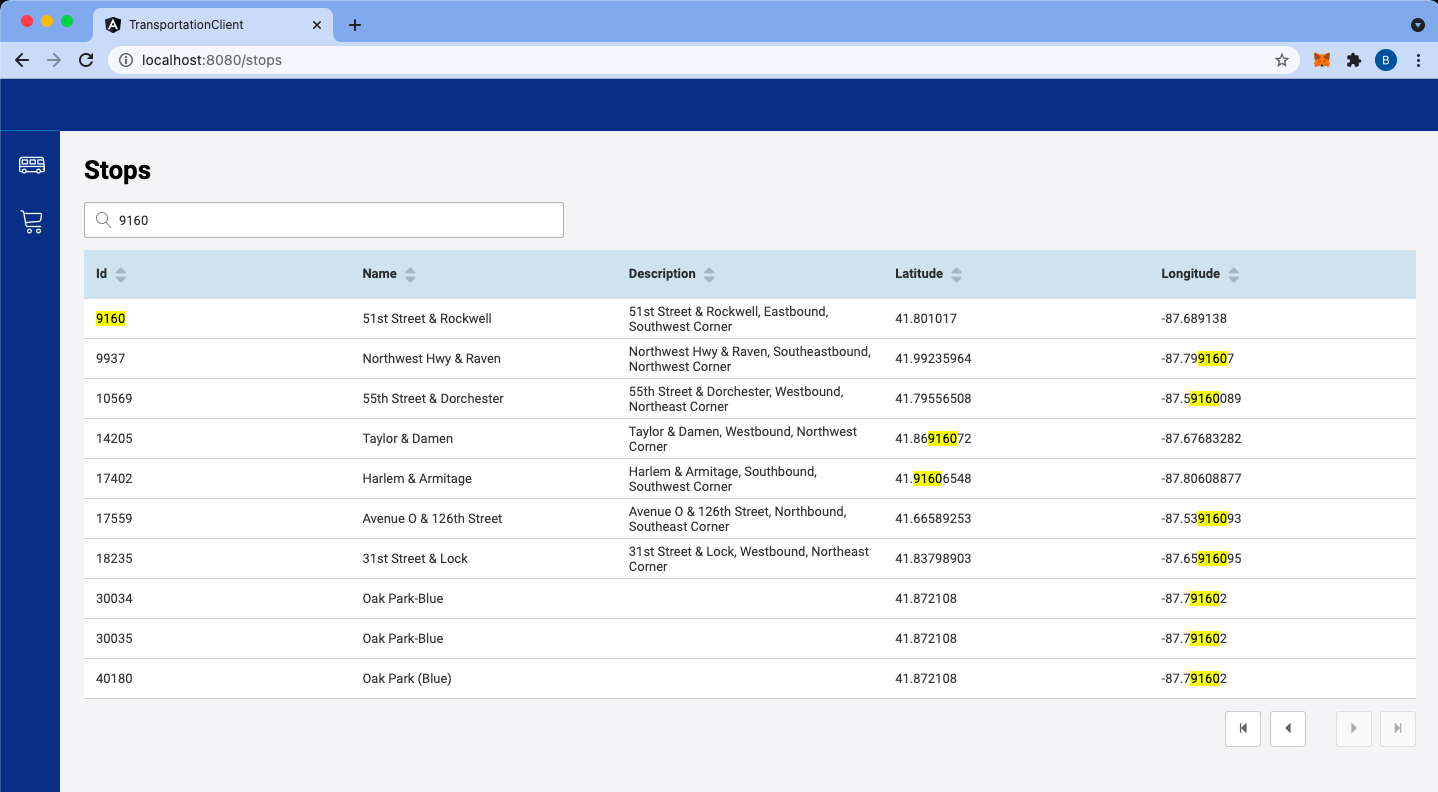 TransportationClient
localhost:8080/stops
B
Stops
9160
Id Name Description Latitude Longitude
9160 51st Street & Rockwell 51st Street & Rockwell, Eastbound, 41.801017 -87.689138
Southwest Corner
9937 Northwest Hwy & Raven Northwest Hwy & Raven, Southeastbound, 41.99235964 -87.7991607
Northwest Corner
10569 55th Street & Dorchester 55th Street & Dorchester, Westbound, 41.79556508 -87.59160089
Northeast Corner
14205 Taylor & Damen Taylor & Damen, Westbound, Northwest 41.86916072 -87.67683282
Corner
17402 Harlem & Armitage Harlem & Armitage, Southbound, 41.91606548 -87.80608877
Southwest Corner
17559 Avenue O & 126th Street Avenue O & 126th Street, Northbound, 41.66589253 -87.53916093
Southeast Corner
18235 31st Street & Lock 31st Street & Lock, Westbound, Northeast 41.83798903 -87.65916095
Corner
30034 Oak Park-Blue 41.872108 -87.791602
30035 Oak Park-Blue 41.872108 -87.791602
40180 Oak Park (Blue) 41.872108 -87.791602